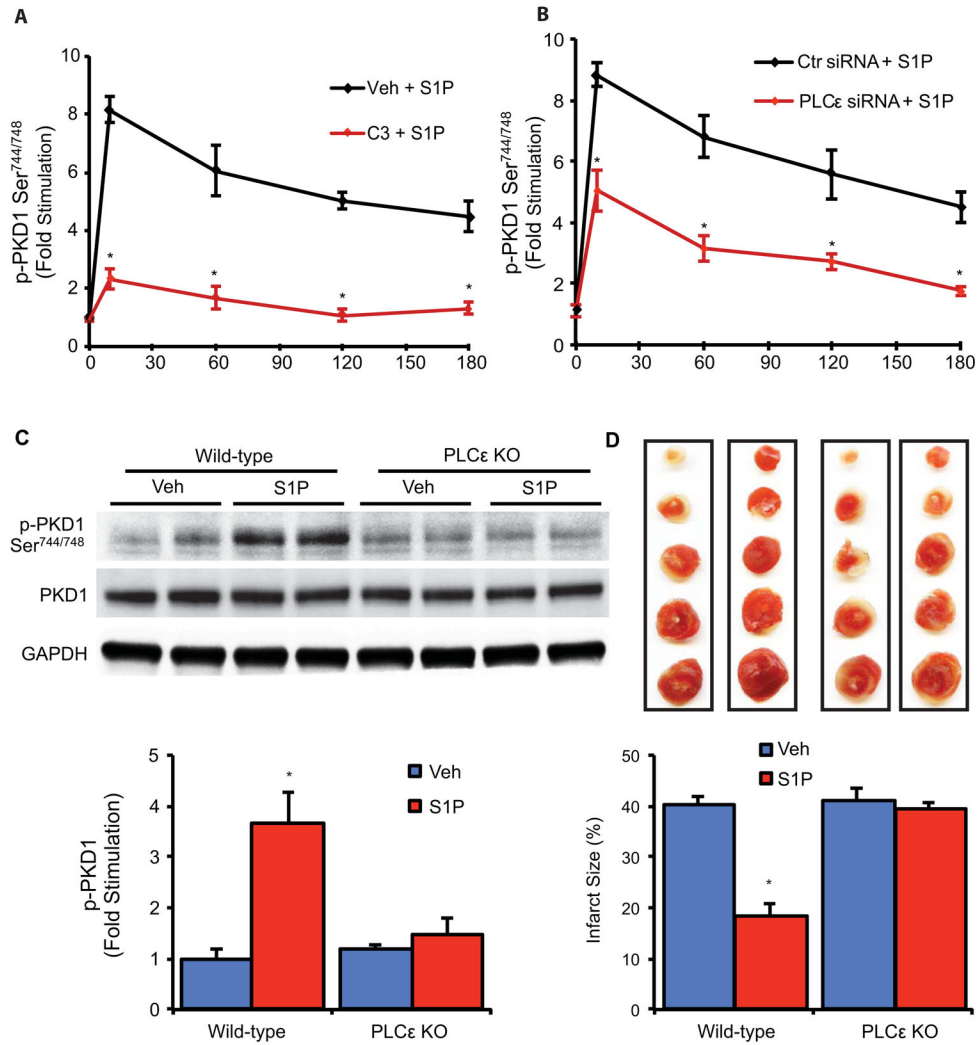 A
p-PKD1 Ser744/748
(Fold Stimulation)
10
8
6
4
2
0
0 30 60 90 120 180
Veh + S1P
C3 + S1P
* * * *
B
p-PKD1 Ser744/748
(Fold Stimulation)
10
8
6
4
2
0
0 30 60 90 120 180
Ctr siRNA + S1P
PLCε siRNA + S1P
* * * *
C
Wild-type PLCε KO
Veh S1P Veh S1P
p-PKD1
Ser744/748
PKD1
GAPDH
p-PKD1
(Fold Stimulation)
5
4
3
2
1
0
Veh
S1P
*
Wild-type PLCε KO
D
Infarct Size (%)
50
40
30
20
10
0
Veh
S1P
*
Wild-type PLCε KO